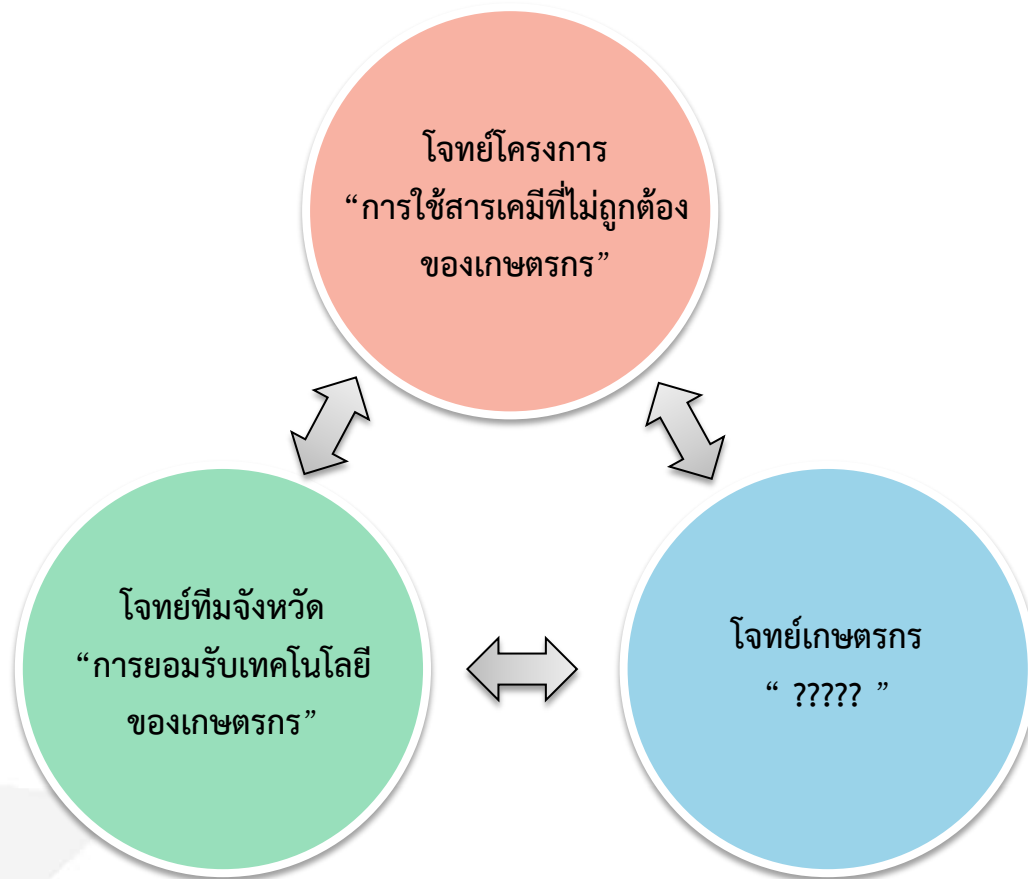 โจทย์โครงการ
“การใช้สารเคมีที่ไม่ถูกต้อง
ของเกษตรกร”
โจทย์ทีมจังหวัด
“การยอมรับเทคโนโลยี
ของเกษตรกร”
โจทย์เกษตรกร
“ ????? ”